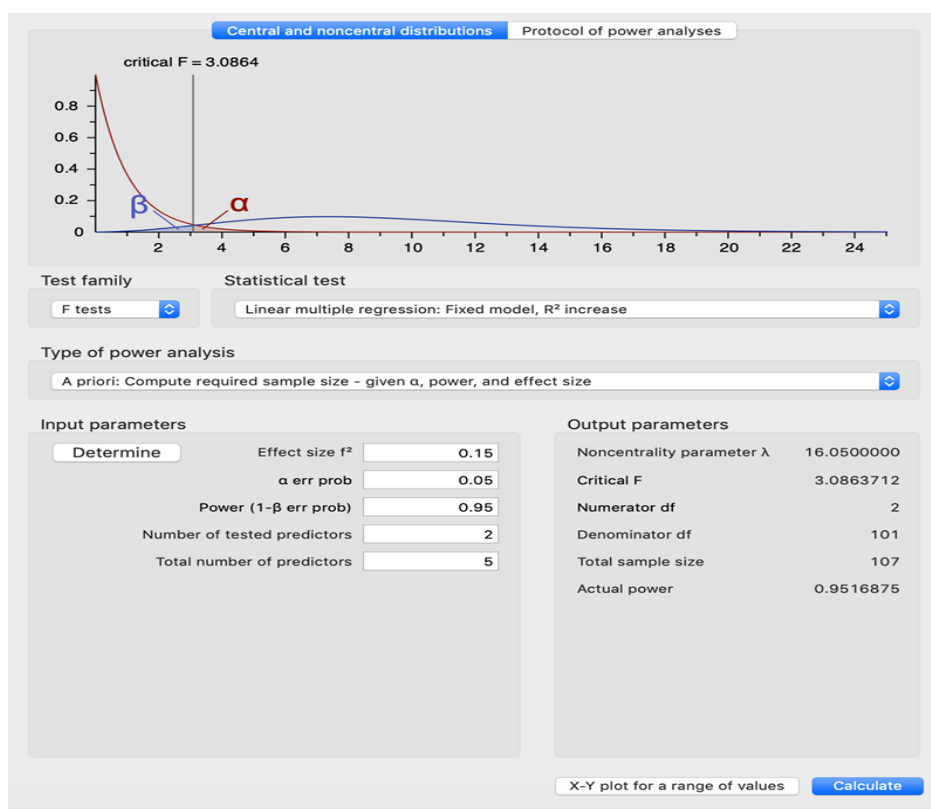 Central and noncentral distributions Protocol of power analyses
critical F = 3.0864
0.8
0.6
0.4
0.2
0
β
α
2 4 6 8 10 12 14 16 18 20 22 24
Test family Statistical test
F tests Linear multiple regression: Fixed model, R² increase
Type of power analysis
A priori: Compute required sample size - given α, power, and effect size
Input parameters Output parameters
Determine Effect size f² 0.15 Noncentrality parameter λ 16.0500000
α err prob 0.05 Critical F 3.0863712
Power (1-β err prob) 0.95 Numerator df 2
Number of tested predictors 2 Denominator df 101
Total number of predictors 5 Total sample size 107
Actual power 0.9516875
X-Y plot for a range of values Calculate